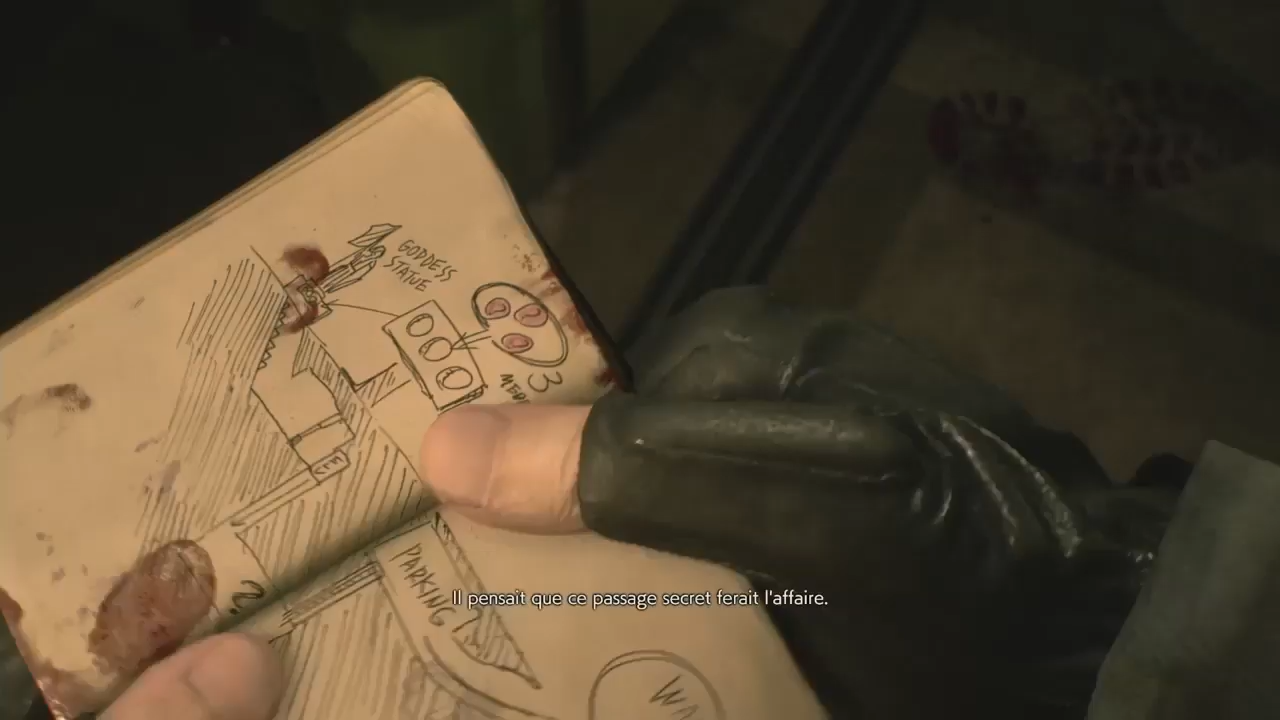 GODDESS
STATUE
3
?
PARKING?
Il pensait que ce passage secret ferait l'affaire.